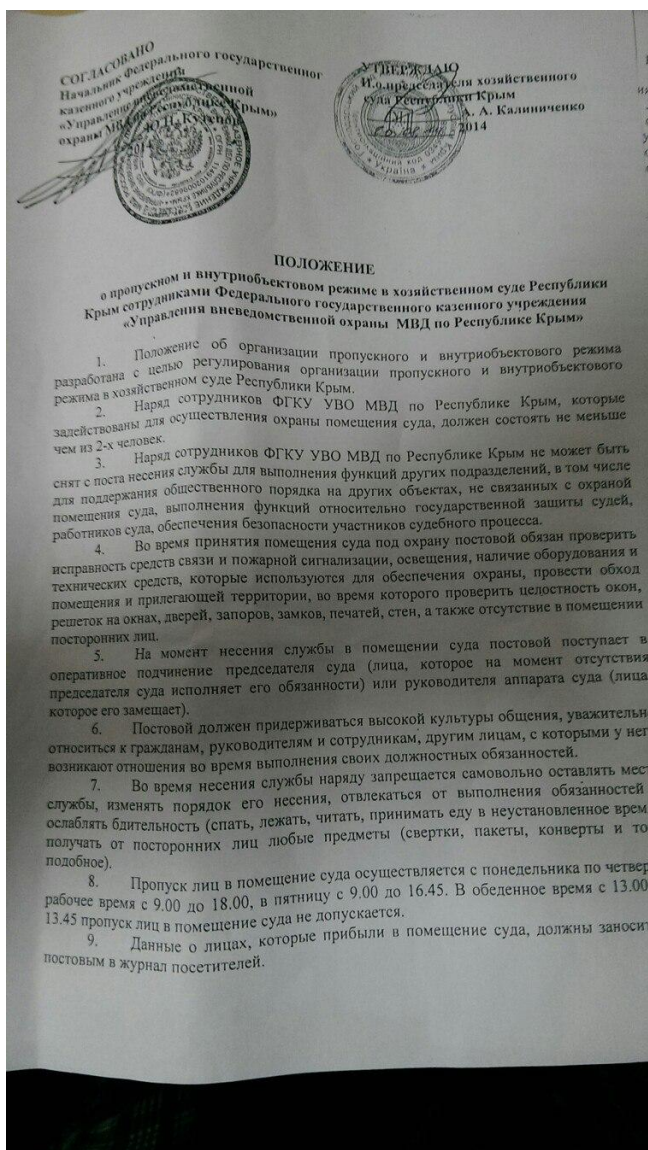 СОГЛАСОВАНО
Начальник Федерального государственног
казенного учреждения
«Управление вневедомственной
охраны МВД по Республике Крым»
2014
УТВЕРЖДАЮ
И.о.председателя хозяйственного
суда Республики Крым
А. А. Калиниченко
2014
Україна
ПОЛОЖЕНИЕ
о пропускном и внутриобъектовом режиме в хозяйственном суде Республики
Крым сотрудниками Федерального государственного казенного учреждения
«Управления вневедомственной охраны МВД по Республике Крым»
1. Положение об организации пропускного и внутриобъектового режима
разработана с целью регулирования организации пропускного и внутриобъектового
режима в хозяйственном суде Республики Крым.
2. Наряд сотрудников ФГКУ УВО МВД по Республике Крым, которые
задействованы для осуществления охраны помещения суда, должен состоять не меньше
чем из 2-х человек.
3. Наряд сотрудников ФГКУ УВО МВД по Республике Крым не может быть
снят с поста несения службы для выполнения функций других подразделений, в том числе
для поддержания общественного порядка на других объектах, не связанных с охраной
помещения суда, выполнения функций относительно государственной защиты судей,
работников суда, обеспечения безопасности участников судебного процесса.
4. Во время принятия помещения суда под охрану постовой обязан проверить
исправность средств связи и пожарной сигнализации, освещения, наличие оборудования и
технических средств, которые используются для обеспечения охраны, провести обход
помещения и прилегающей территории, во время которого проверить целостность окон,
решеток на окнах, дверей, запоров, замков, печатей, стен, а также отсутствие в помещении
посторонних лиц.
5. На момент несения службы в помещении суда постовой поступает в
оперативное подчинение председателя суда (лица, которое на момент отсутствия
председателя суда исполняет его обязанности) или руководителя аппарата суда (лица
которое его замещает).
6. Постовой должен придерживаться высокой культуры общения, уважительн
относиться к гражданам, руководителям и сотрудникам, другим лицам, с которыми у нег
возникают отношения во время выполнения своих должностных обязанностей.
7. Во время несения службы наряду запрещается самовольно оставлять мест
службы, изменять порядок его несения, отвлекаться от выполнения обязанностей
ослаблять бдительность (спать, лежать, читать, принимать еду в неустановленное врем
получать от посторонних лиц любые предметы (свертки, пакеты, конверты и то
подобное).
8. Пропуск лиц в помещение суда осуществляется с понедельника по четвер
рабочее время с 9.00 до 18.00, в пятницу с 9.00 до 16.45. В обеденное время с 13.00
13.45 пропуск лиц в помещение суда не допускается.
9. Данные о лицах, которые прибыли в помещение суда, должны заносит
постовым в журнал посетителей.